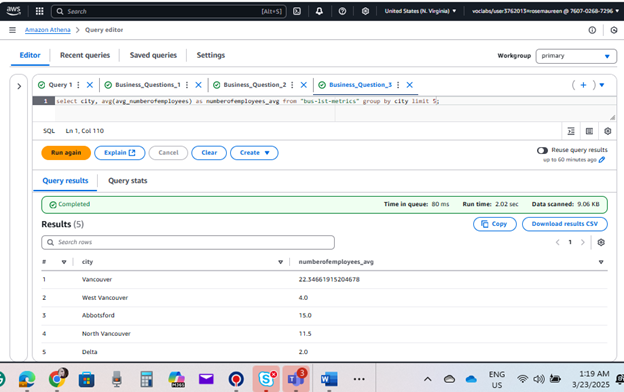 aws
Search
[Alt+S]
United States (N. Virginia)
voclabs/user3762013=rosemaureen @ 7607-0268-7296
Amazon Athena > Query editor
Editor
Recent queries
Saved queries
Settings
Workgroup
primary
Query 1
Business_Questions_1
Business_Question_2
Business_Question_3
1 select city, avg(avg_numberofemployees) as numberofemployees_avg from "bus-lst-metrics" group by city limit 5;
SQL Ln 1, Col 110
Run again
Explain
Cancel
Clear
Create
Reuse query results
up to 60 minutes ago
Query results
Query stats
Completed
Time in queue: 80 ms
Run time: 2.02 sec
Data scanned: 9.06 KB
Results (5)
Copy
Download results CSV
Search rows
1
# city numberofemployees_avg
1 Vancouver 22.34661915204678
2 West Vancouver 4.0
3 Abbotsford 15.0
4 North Vancouver 11.5
5 Delta 2.0
3
ENG
US
1:19 AM
3/23/2025